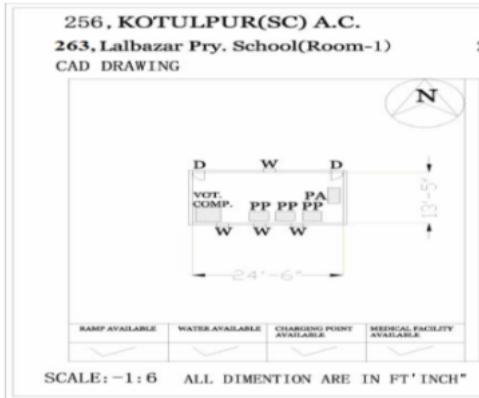 256, KOTULPUR(SC) A.C.
263, Lalbazar Pry. School(Room-1)
CAD DRAWING
N
D W D
VOT.
COMP.
PA
PP PP PP
W W W
13'-5"
24'-6"
RAMP AVAILABLE WATER AVAILABLE CHARGING POINT AVAILABLE MEDICAL FACILITY AVAILABLE
SCALE:-1:6 ALL DIMENTION ARE IN FT'INCH"